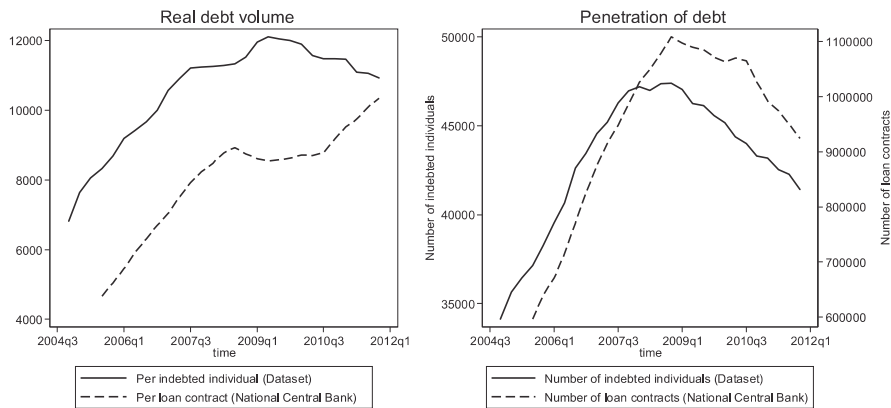 Real debt volume
12000
10000
8000
6000
4000
2004q3 2006q1 2007q3 2009q1 2010q3 2012q1
time
Per indebted individual (Dataset)
Per loan contract (National Central Bank)
Penetration of debt
Number of indebted individuals
50000
45000
40000
35000
Number of loan contracts
1100000
1000000
900000
800000
700000
600000
2004q3 2006q1 2007q3 2009q1 2010q3 2012q1
time
Number of indebted individuals (Dataset)
Number of loan contracts (National Central Bank)